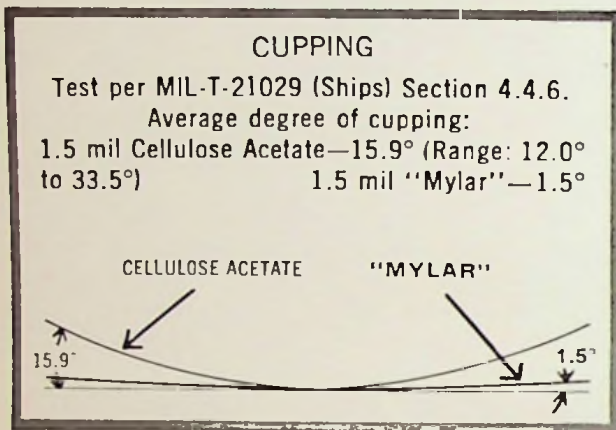 CUPPING
Test per MIL-T-21029 (Ships) Section 4.4.6.
Average degree of cupping:
1.5 mil Cellulose Acetate—15.9° (Range: 12.0°
to 33.5°) 1.5 mil "Mylar"—1.5°
CELLULOSE ACETATE "MYLAR"
15.9° 1.5°